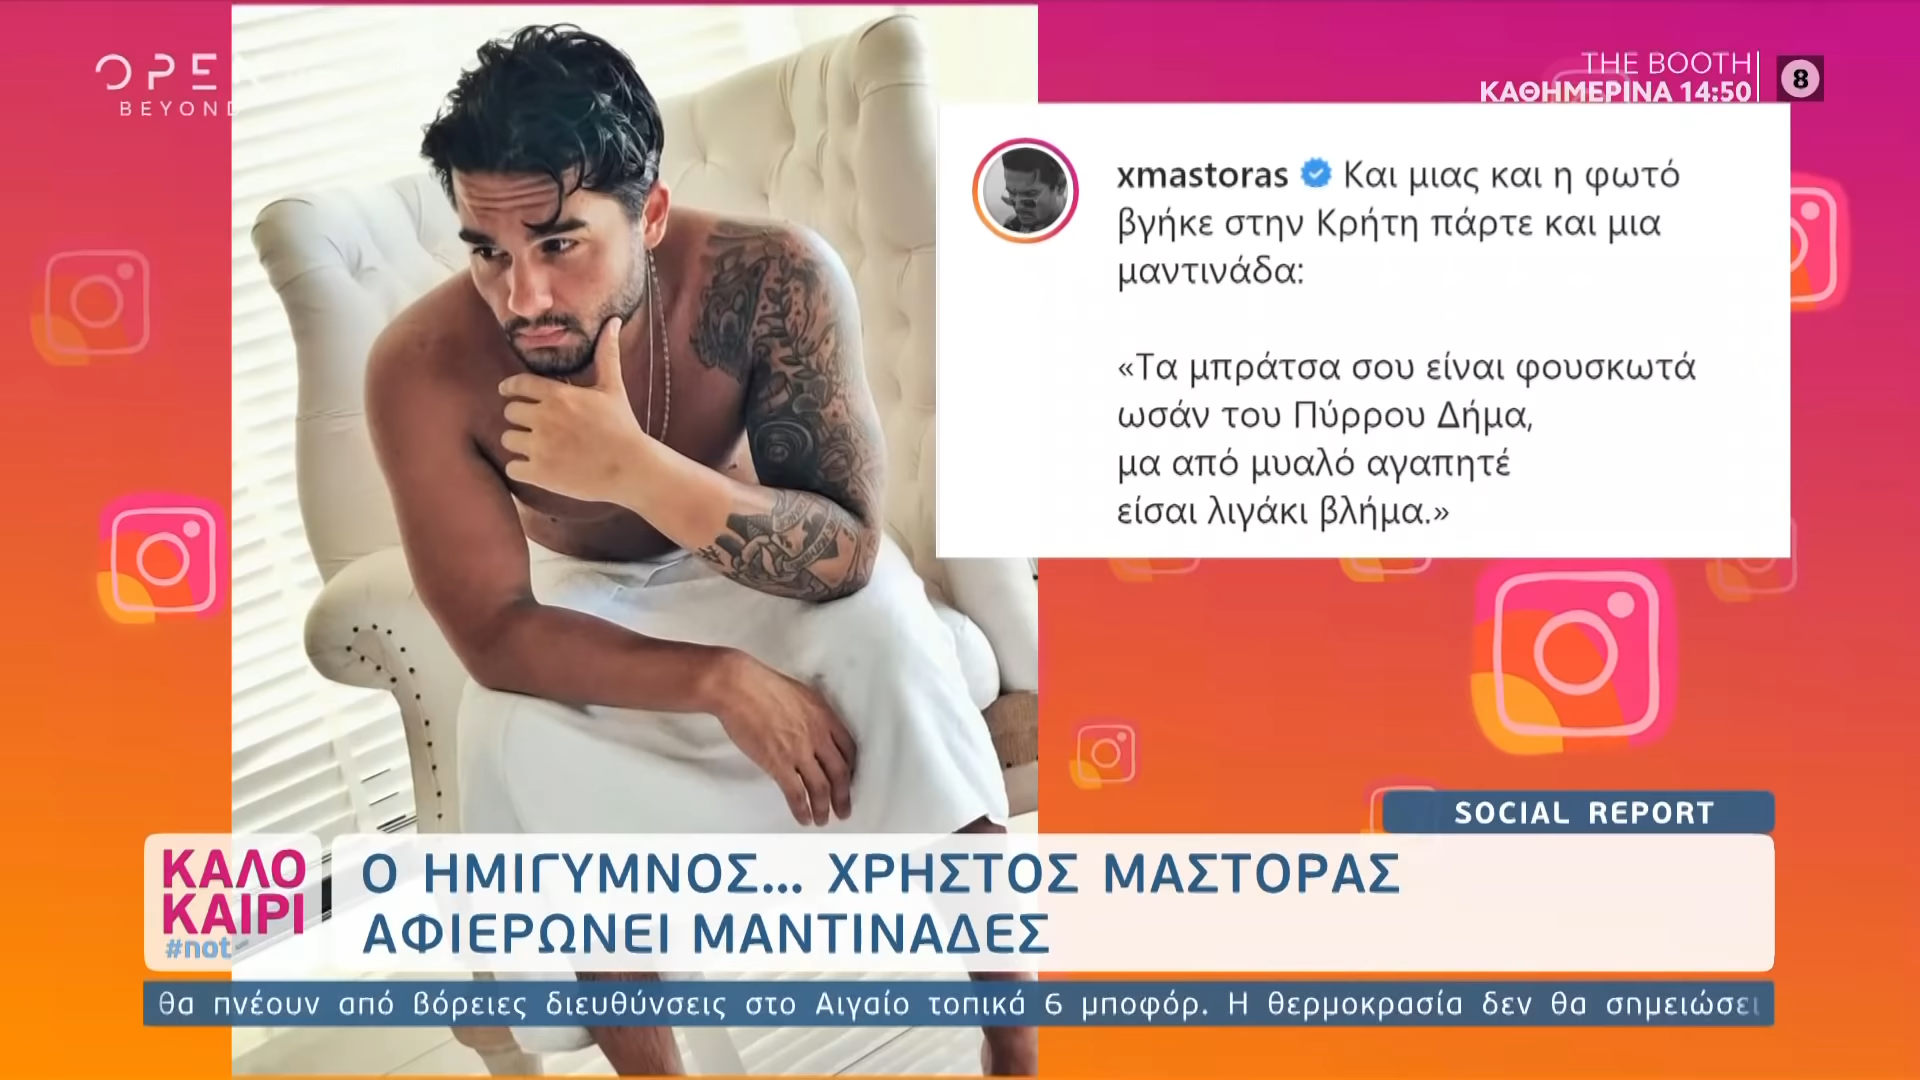 OPE
BEYOND
THE BOOTH
ΚΑΘΗΜΕΡΙΝΑ 14:50
8
xmastoras Και μιας και η φωτό
βγήκε στην Κρήτη πάρτε και μια
μαντινάδα:
«Τα μπράτσα σου είναι φουσκωτά
ωσάν του Πύρρου Δήμα,
μα από μυαλό αγαπητέ
είσαι λιγάκι βλήμα.»
SOCIAL REPORT
ΚΑΛΟ
ΚΑΙΡΙ
#not
Ο ΗΜΙΓΥΜΝΟΣ... ΧΡΗΣΤΟΣ ΜΑΣΤΟΡΑΣ
ΑΦΙΕΡΩΝΕΙ ΜΑΝΤΙΝΑΔΕΣ
θα πνέουν από βόρειες διευθύνσεις στο Αιγαίο τοπικά 6 μποφόρ. Η θερμοκρασία δεν θα σημειώσει